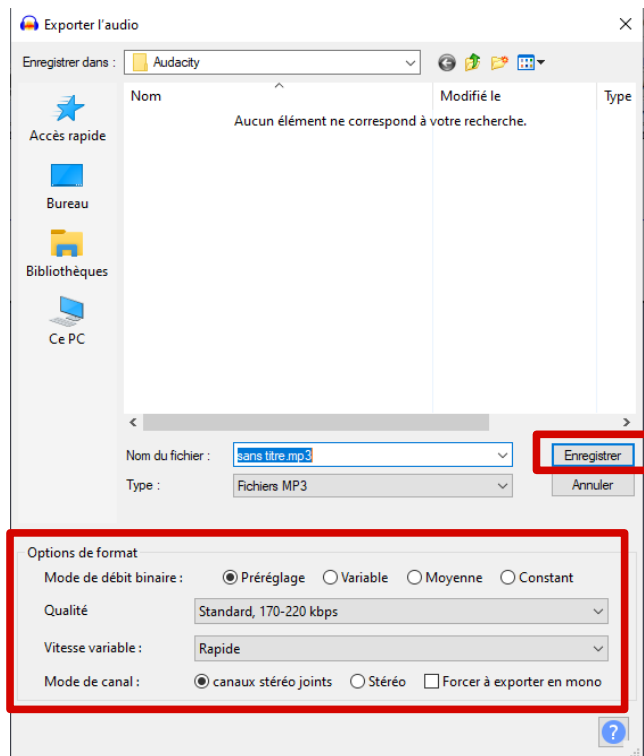 Exporter l'audio
Enregistrer dans : Audacity
Nom Modifié le Type
Aucun élément ne correspond à votre recherche.
Accès rapide
Bureau
Bibliothèques
Ce PC
Nom du fichier : sans titre.mp3 Enregistrer
Type : Fichiers MP3 Annuler
Options de format
Mode de débit binaire : Préréglage Variable Moyenne Constant
Qualité Standard, 170-220 kbps
Vitesse variable : Rapide
Mode de canal : canaux stéréo joints Stéréo Forcer à exporter en mono
?